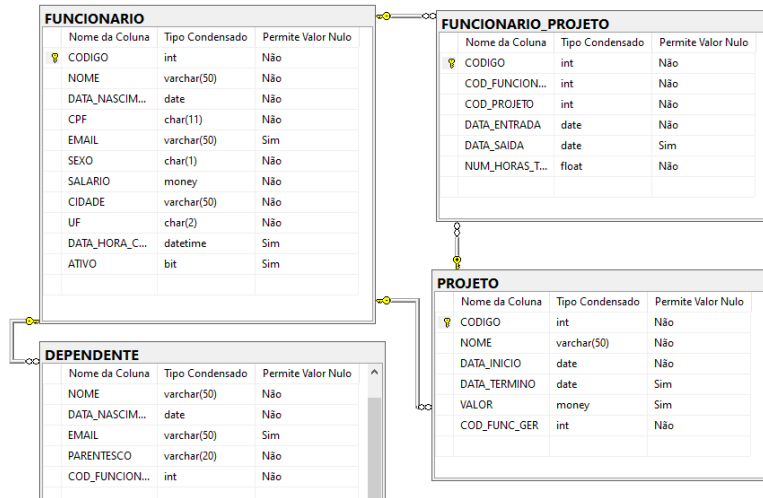 FUNCIONARIO
Nome da Coluna Tipo Condensado Permite Valor Nulo
CODIGO int Não
NOME varchar(50) Não
DATA_NASCIM... date Não
CPF char(11) Não
EMAIL varchar(50) Sim
SEXO char(1) Não
SALARIO money Não
CIDADE varchar(50) Não
UF char(2) Não
DATA_HORA_C... datetime Sim
ATIVO bit Sim
FUNCIONARIO_PROJETO
Nome da Coluna Tipo Condensado Permite Valor Nulo
CODIGO int Não
COD_FUNCION... int Não
COD_PROJETO int Não
DATA_ENTRADA date Não
DATA_SAIDA date Sim
NUM_HORAS_T... float Não
DEPENDENTE
Nome da Coluna Tipo Condensado Permite Valor Nulo
NOME varchar(50) Não
DATA_NASCIM... date Não
EMAIL varchar(50) Sim
PARENTESCO varchar(20) Não
COD_FUNCION... int Não
PROJETO
Nome da Coluna Tipo Condensado Permite Valor Nulo
CODIGO int Não
NOME varchar(50) Não
DATA_INICIO date Não
DATA_TERMINO date Sim
VALOR money Sim
COD_FUNC_GER int Não